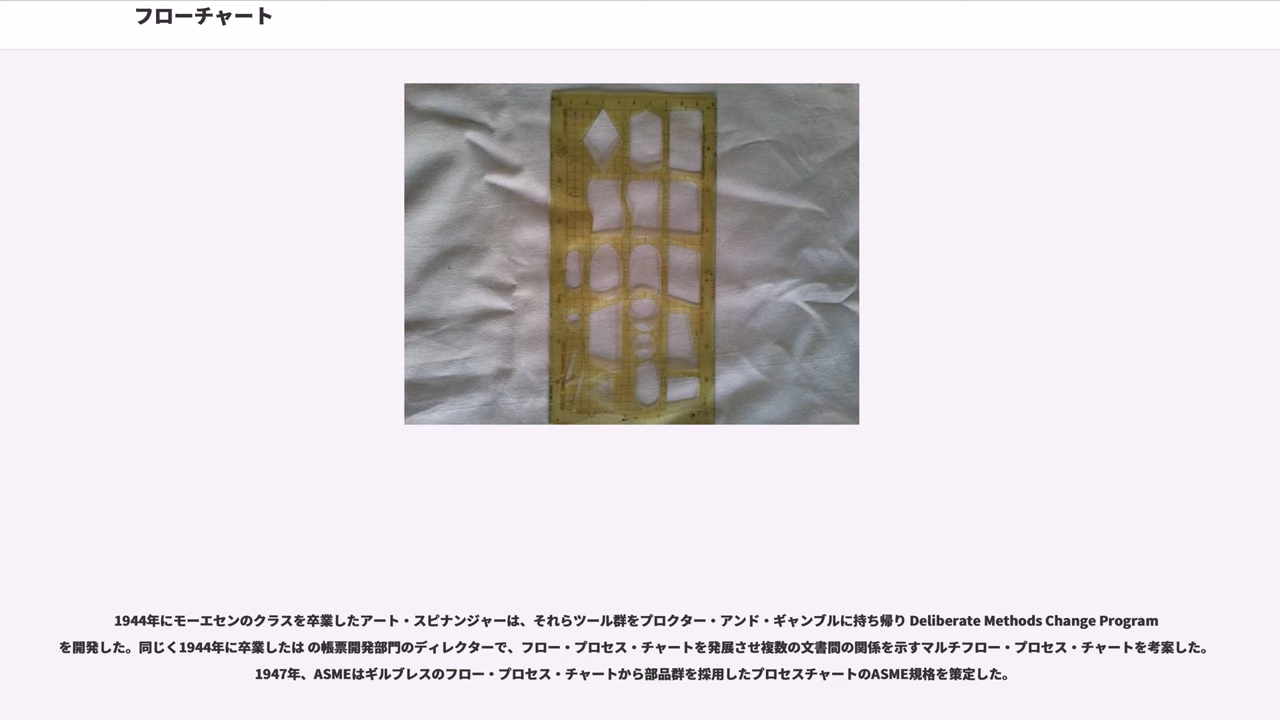 フローチャート
1944年にモーエセンのクラスを卒業したアート・スピナンジャーは、それらツール群をプロクター・アンド・ギャンブルに持ち帰り Deliberate Methods Change Program
を開発した。同じく1944年に卒業したは の帳票開発部門のディレクターで、フロー・プロセス・チャートを発展させ複数の文書間の関係を示すマルチフロー・プロセス・チャートを考案した。
1947年、ASMEはギルブレスのフロー・プロセス・チャートから部品群を採用したプロセスチャートのASME規格を策定した。